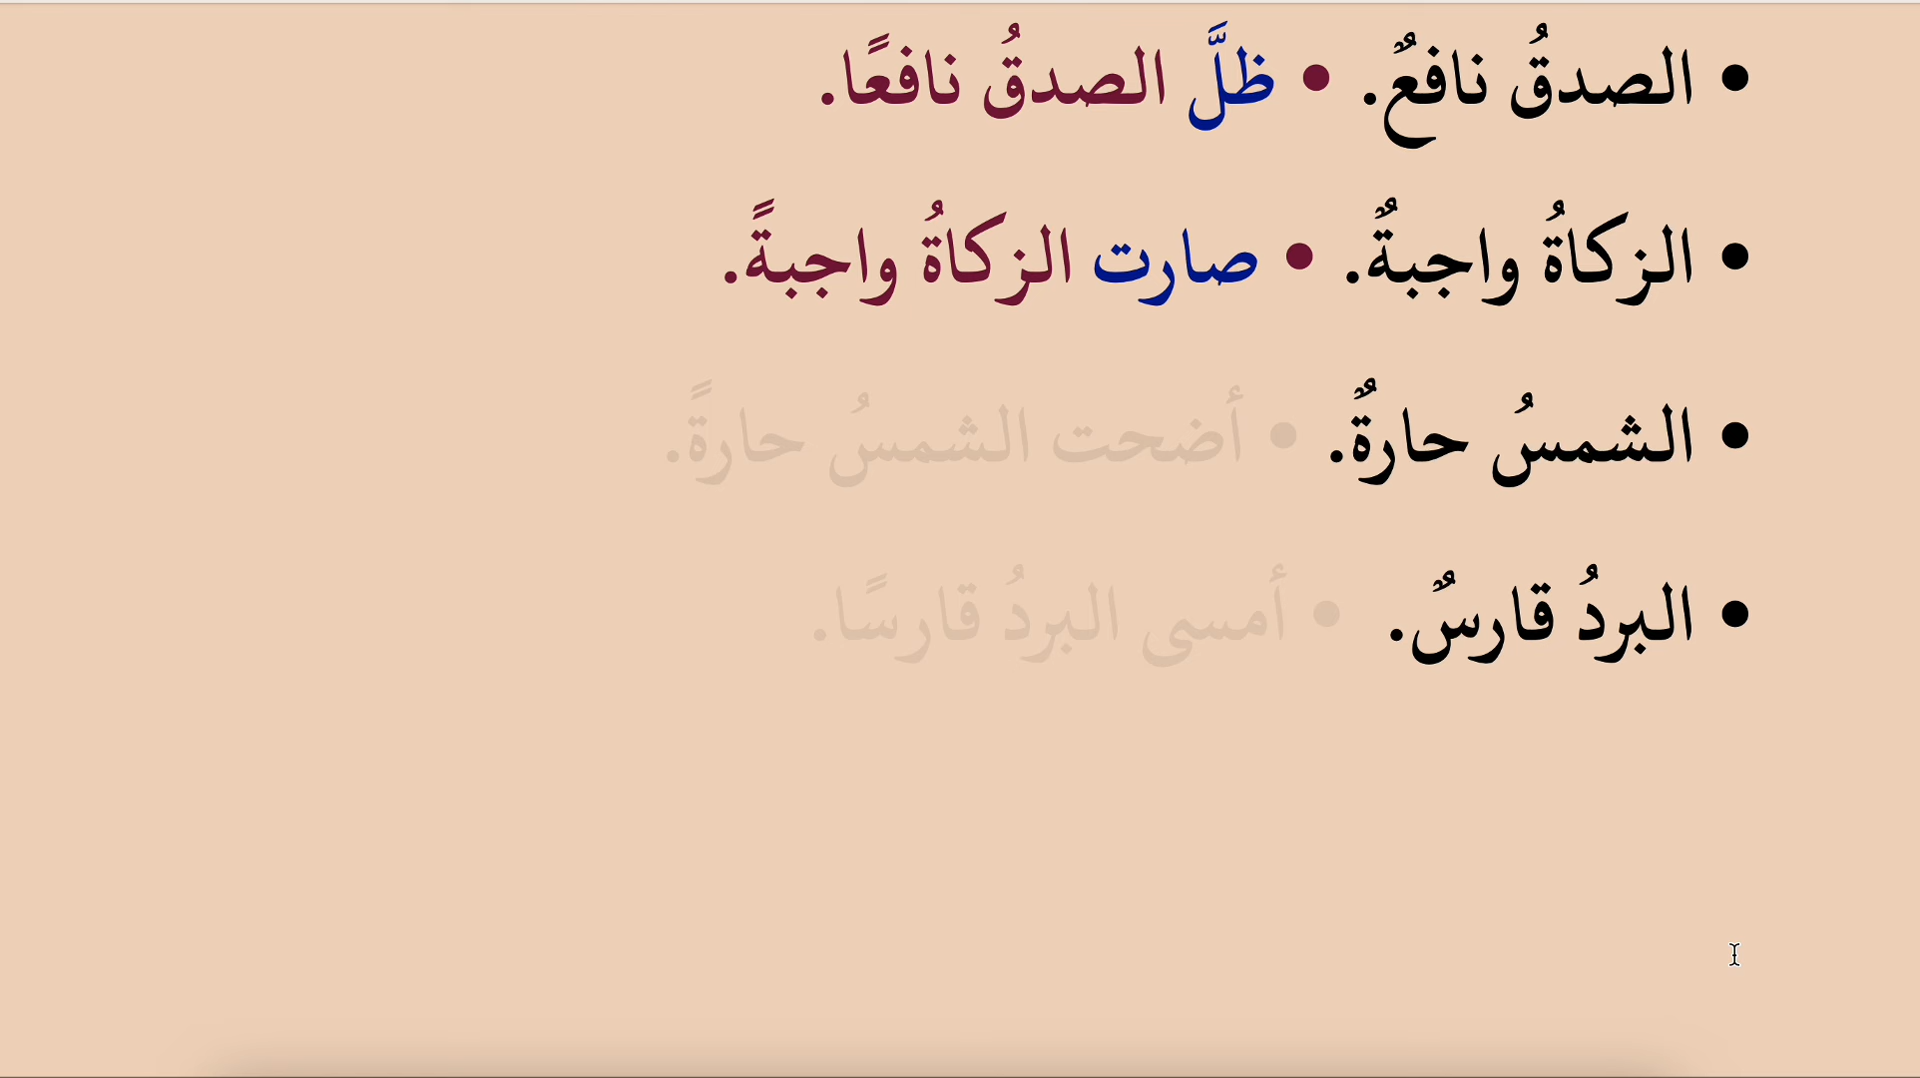 • الصدقُ نافعٌ. • ظلَّ الصدقُ نافعًا.
• الزكاةُ واجبةٌ. • صارت الزكاةُ واجبةً.
• الشمسُ حارةٌ. • أضحت الشمسُ حارةً.
• البردُ قارسٌ. • أمسى البردُ قارسًا.